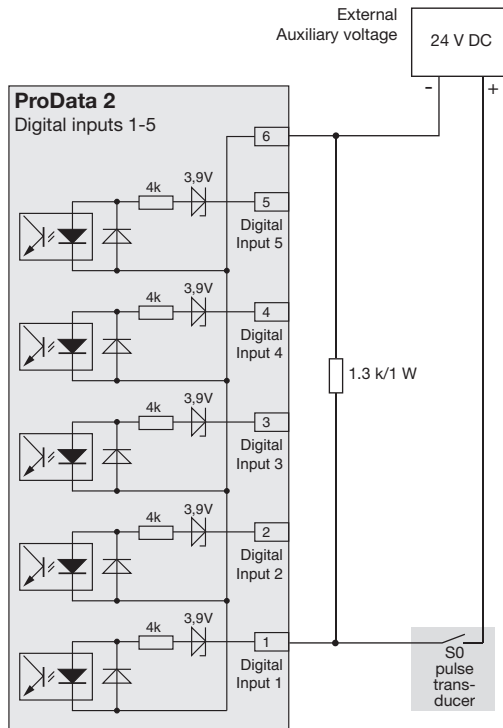 External
Auxiliary voltage
24 V DC
-
+
ProData 2
Digital inputs 1-5
6
4k
3,9V
5
Digital
Input 5
4k
3,9V
4
Digital
Input 4
1.3 k/1 W
4k
3,9V
3
Digital
Input 3
4k
3,9V
2
Digital
Input 2
4k
3,9V
1
Digital
Input 1
S0
pulse
trans-
ducer